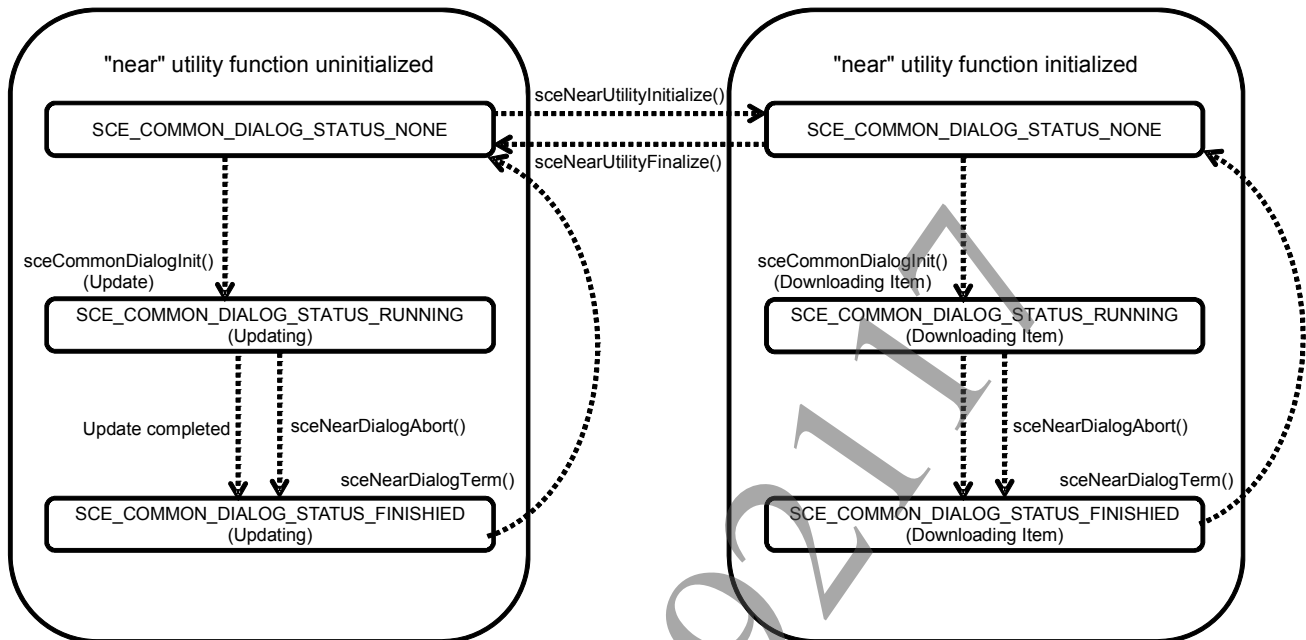 "near" utility function uninitialized
SCE_COMMON_DIALOG_STATUS_NONE
sceCommonDialogInit()
(Update)
SCE_COMMON_DIALOG_STATUS_RUNNING
(Updating)
Update completed
sceNearDialogAbort()
sceNearDialogTerm()
SCE_COMMON_DIALOG_STATUS_FINISHIED
(Updating)
sceNearUtilityInitialize()
sceNearUtilityFinalize()
"near" utility function initialized
SCE_COMMON_DIALOG_STATUS_NONE
sceCommonDialogInit()
(Downloading Item)
SCE_COMMON_DIALOG_STATUS_RUNNING
(Downloading Item)
sceNearDialogAbort()
sceNearDialogTerm()
SCE_COMMON_DIALOG_STATUS_FINISHIED
(Downloading Item)